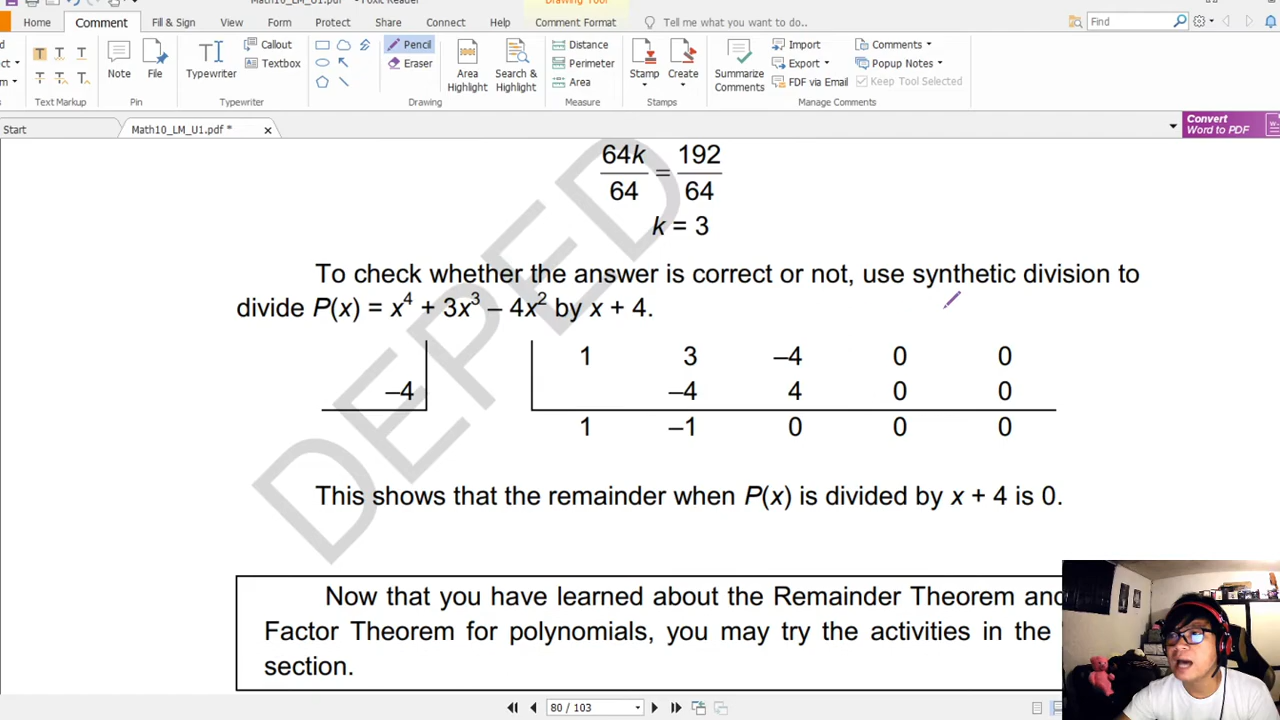 Math10_LM_U1.pdf * - Foxit Reader
Drawing Tool
Home Comment Fill & Sign View Form Protect Share Connect Help Comment Format Tell me what you want to do.. Find
Note File Typewriter Callout Textbox Pencil Eraser Area Highlight Search & Highlight Distance Perimeter Area Stamp Create Summarize Comments Import Export FDF via Email Comments Popup Notes Keep Tool Selected
Text Markup Pin Typewriter Drawing Measure Stamps Manage Comments
Start Math10_LM_U1.pdf *
Convert
Word to PDF
64k = 192
64 64
k = 3
To check whether the answer is correct or not, use synthetic division to
divide P(x) = x⁴ + 3x³ – 4x² by x + 4.
1 3 –4 0 0
–4 –4 4 0 0
1 –1 0 0 0
This shows that the remainder when P(x) is divided by x + 4 is 0.
Now that you have learned about the Remainder Theorem and
Factor Theorem for polynomials, you may try the activities in the
section.
DEPED
80 / 103